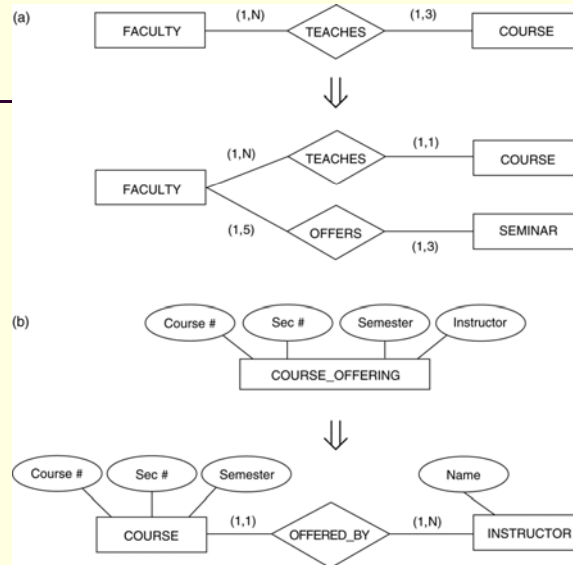 (a)
(1,N) (1,3)
FACULTY TEACHES COURSE
(1,N) (1,1)
TEACHES COURSE
FACULTY
OFFERS SEMINAR
(1,5) (1,3)
(b)
Course # Sec # Semester Instructor
COURSE_OFFERING
Course # Sec # Semester Name
(1,1) (1,N)
COURSE OFFERED_BY INSTRUCTOR